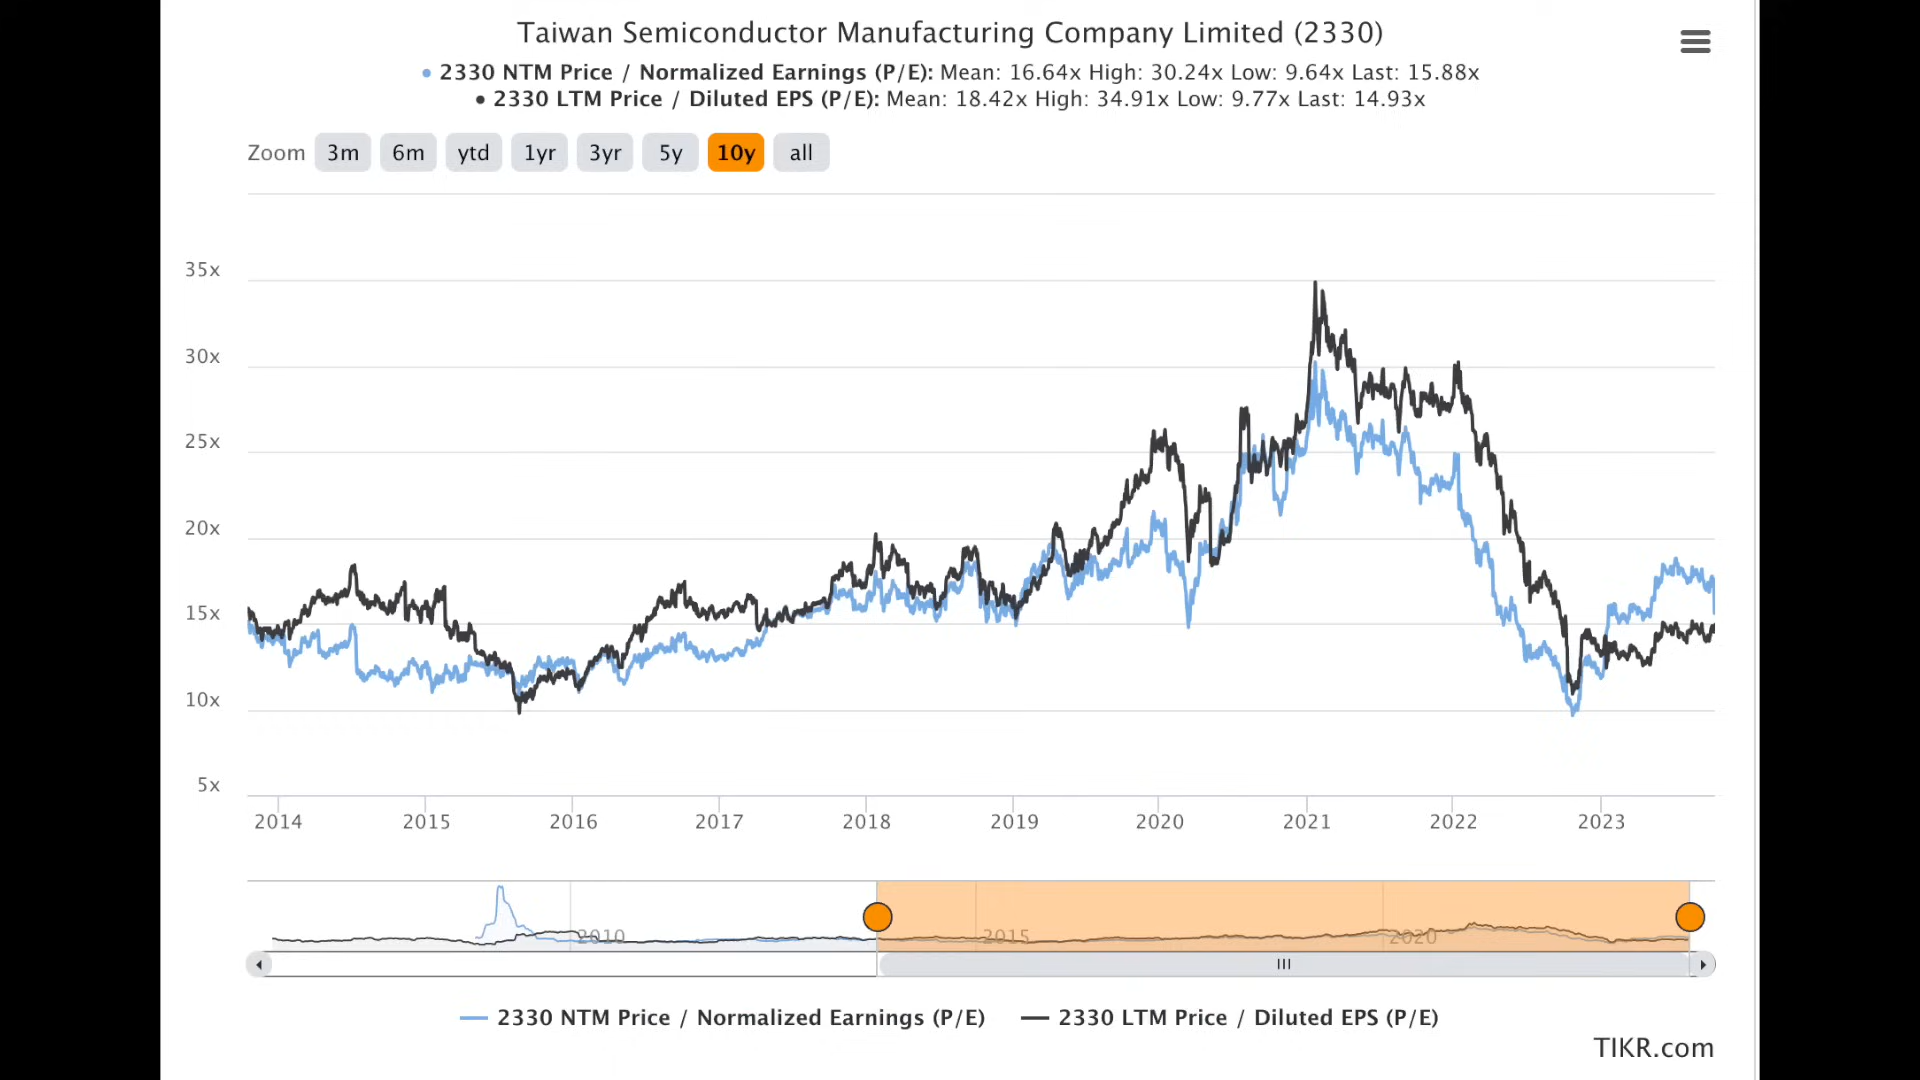 Taiwan Semiconductor Manufacturing Company Limited (2330)
2330 NTM Price / Normalized Earnings (P/E): Mean: 16.64x High: 30.24x Low: 9.64x Last: 15.88x
2330 LTM Price / Diluted EPS (P/E): Mean: 18.42x High: 34.91x Low: 9.77x Last: 14.93x
Zoom 3m 6m ytd 1yr 3yr 5y 10y all
35x
30x
25x
20x
15x
10x
5x
2014 2015 2016 2017 2018 2019 2020 2021 2022 2023
2010 2015 2020
2330 NTM Price / Normalized Earnings (P/E) 2330 LTM Price / Diluted EPS (P/E)
TIKR.com